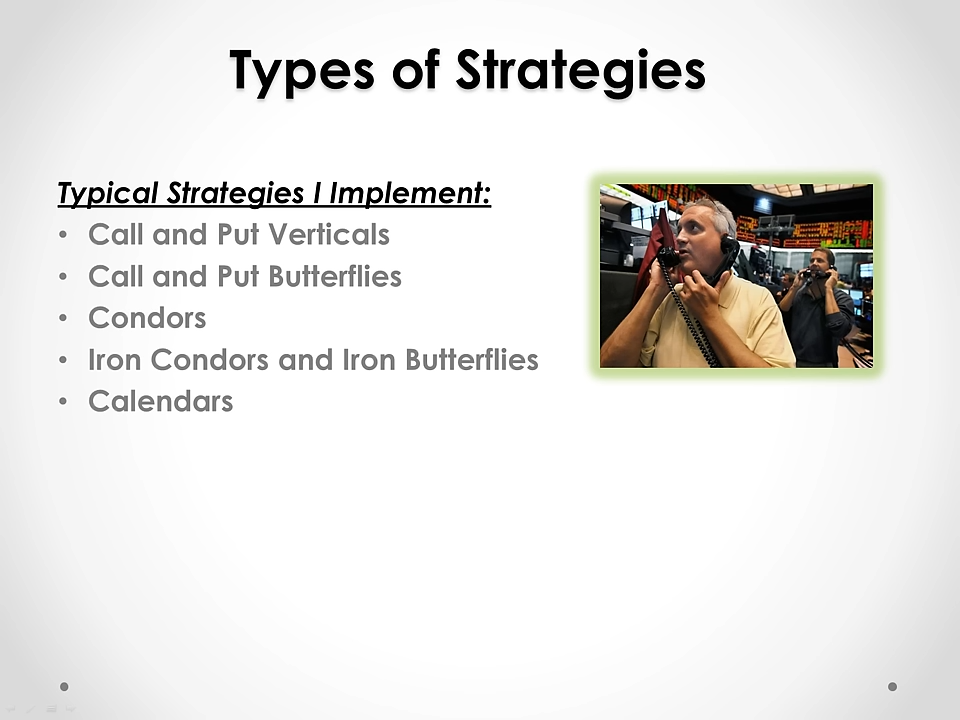 Types of Strategies
Typical Strategies I Implement:
• Call and Put Verticals
• Call and Put Butterflies
• Condors
• Iron Condors and Iron Butterflies
• Calendars